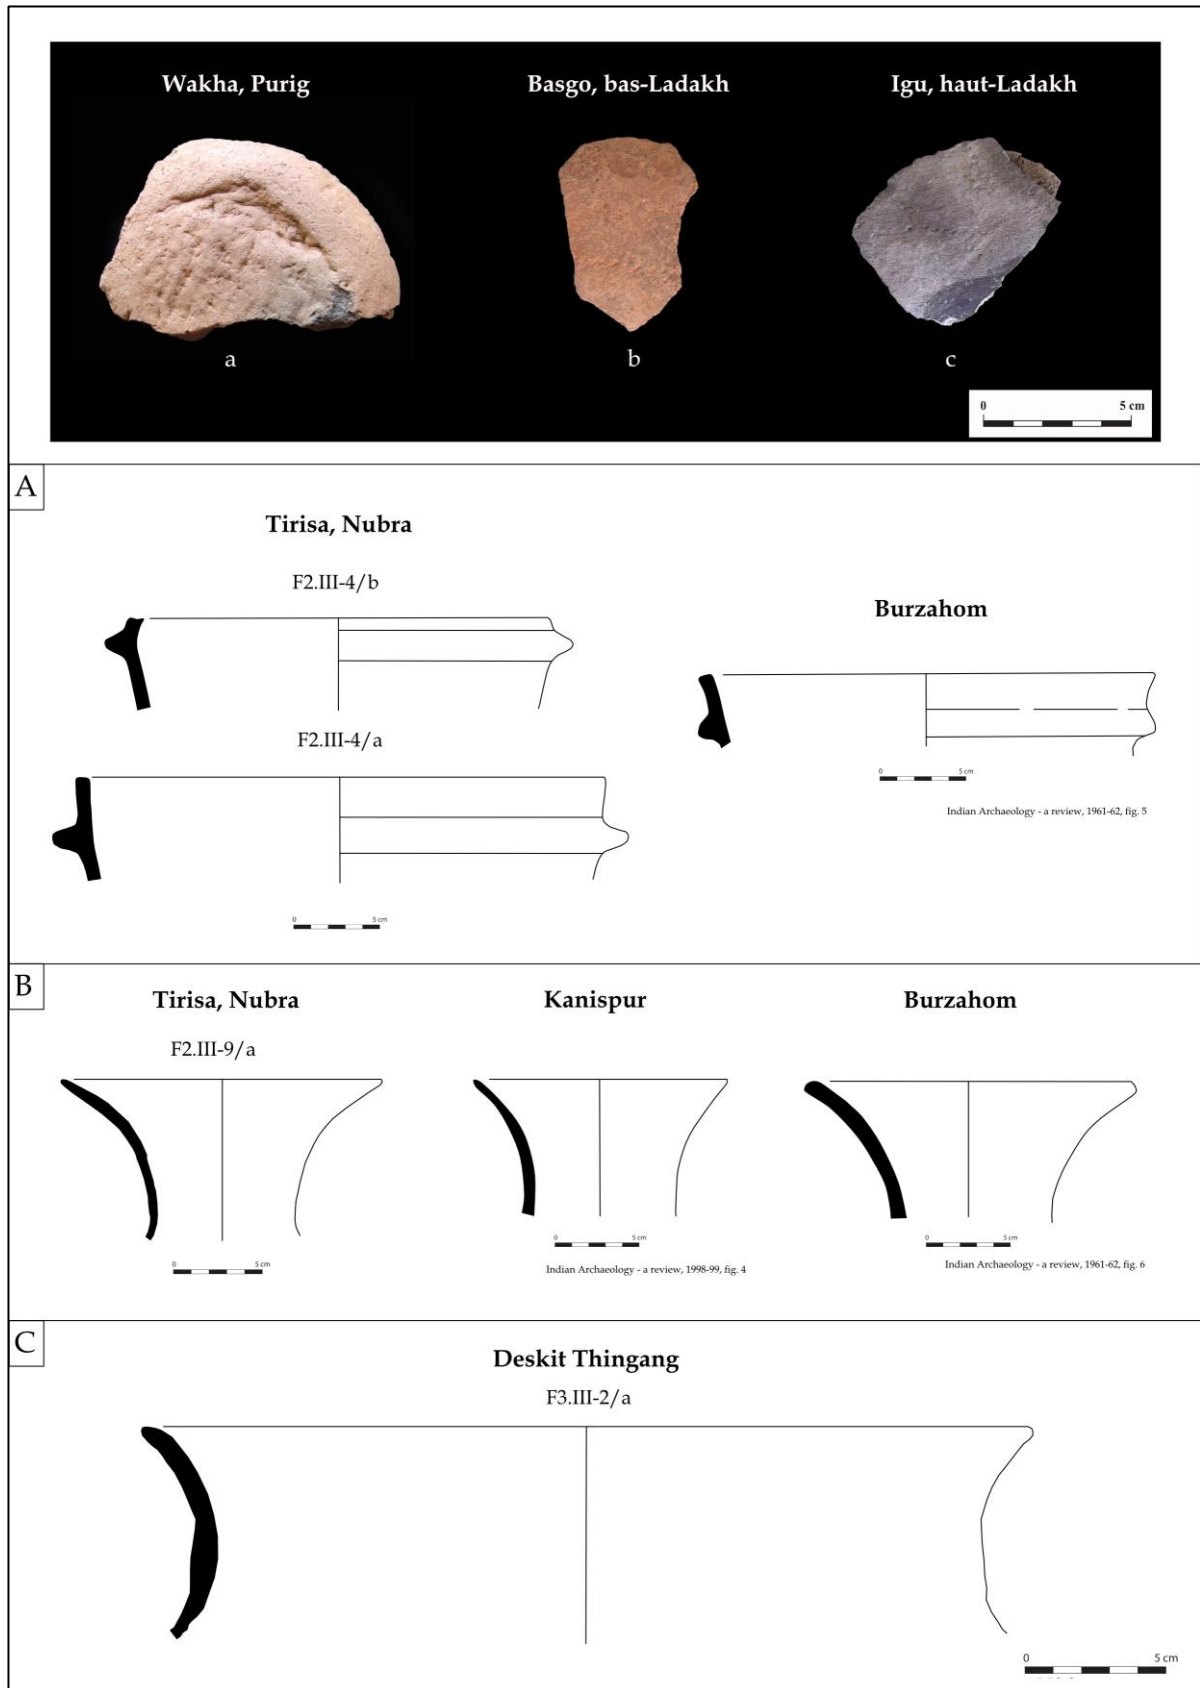 Wakha, Purig
Basgo, bas-Ladakh
Igu, haut-Ladakh
a
b
c
0 5 cm
A
Tirisa, Nubra
F2.III-4/b
Burzahom
F2.III-4/a
0 5 cm
Indian Archaeology - a review, 1961-62, fig. 5
0 5 cm
B
Tirisa, Nubra
Kanispur
Burzahom
F2.III-9/a
0 5 cm
0 5 cm
0 5 cm
Indian Archaeology - a review, 1998-99, fig. 4
Indian Archaeology - a review, 1961-62, fig. 6
C
Deskit Thingang
F3.III-2/a
0 5 cm